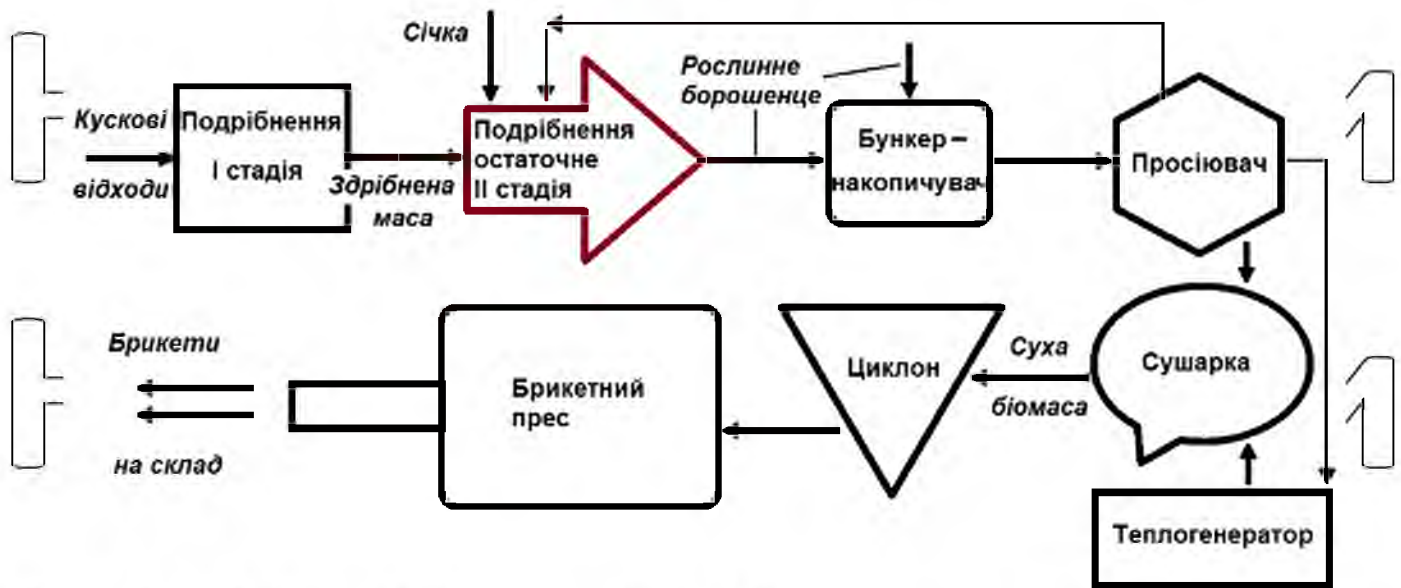 Січка
Рослинне
борошенце
Кускові
відходи
Подрібнення
І стадія
Здрібнена
маса
Подрібнення
остаточне
ІІ стадія
Бункер –
накопичувач
Просіювач
Брикети
на склад
Брикетний
прес
Циклон
Суха
біомаса
Сушарка
Теплогенератор